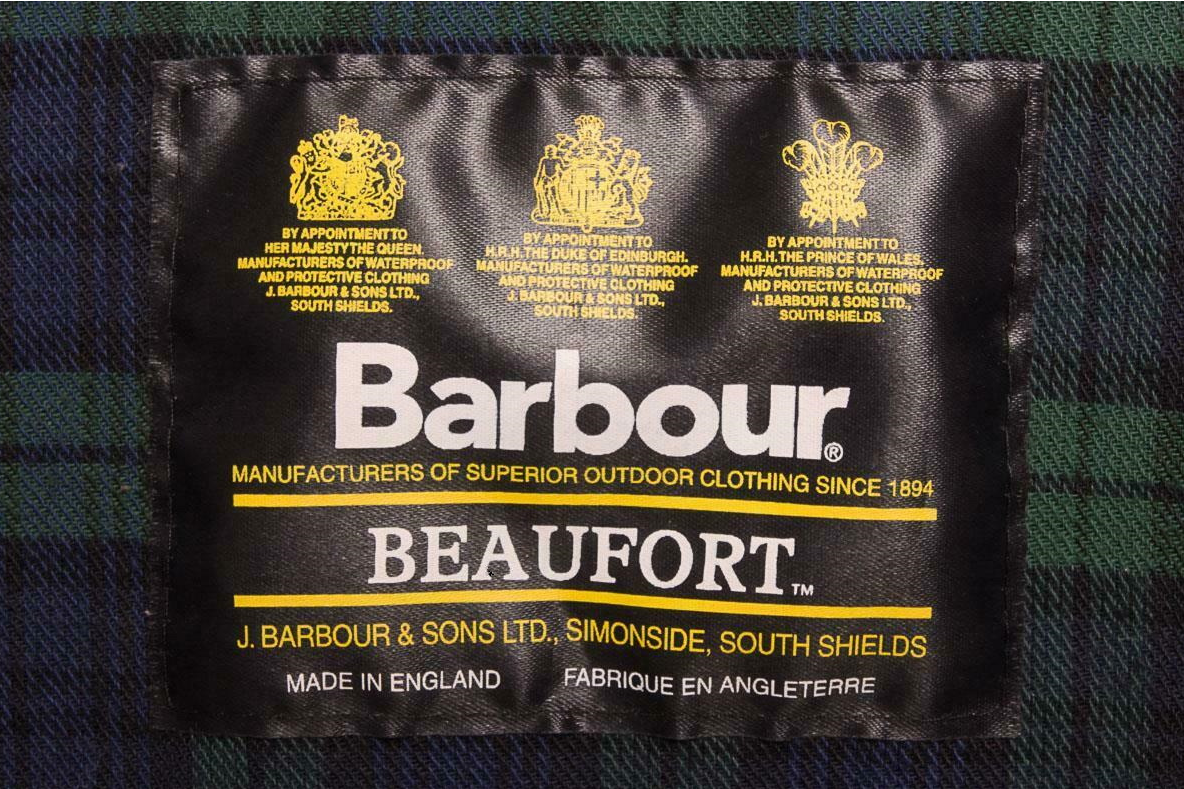 BY APPOINTMENT TO
HER MAJESTY THE QUEEN.
MANUFACTURERS OF WATERPROOF
AND PROTECTIVE CLOTHING
J. BARBOUR & SONS LTD.,
SOUTH SHIELDS.
BY APPOINTMENT TO
H.R.H. THE DUKE OF EDINBURGH.
MANUFACTURERS OF WATERPROOF
AND PROTECTIVE CLOTHING
J. BARBOUR & SONS LTD.,
SOUTH SHIELDS.
BY APPOINTMENT TO
H.R.H. THE PRINCE OF WALES.
MANUFACTURERS OF WATERPROOF
AND PROTECTIVE CLOTHING
J. BARBOUR & SONS LTD.,
SOUTH SHIELDS.
Barbour®
MANUFACTURERS OF SUPERIOR OUTDOOR CLOTHING SINCE 1894
BEAUFORT™
J. BARBOUR & SONS LTD., SIMONSIDE, SOUTH SHIELDS
MADE IN ENGLAND FABRIQUE EN ANGLETERRE